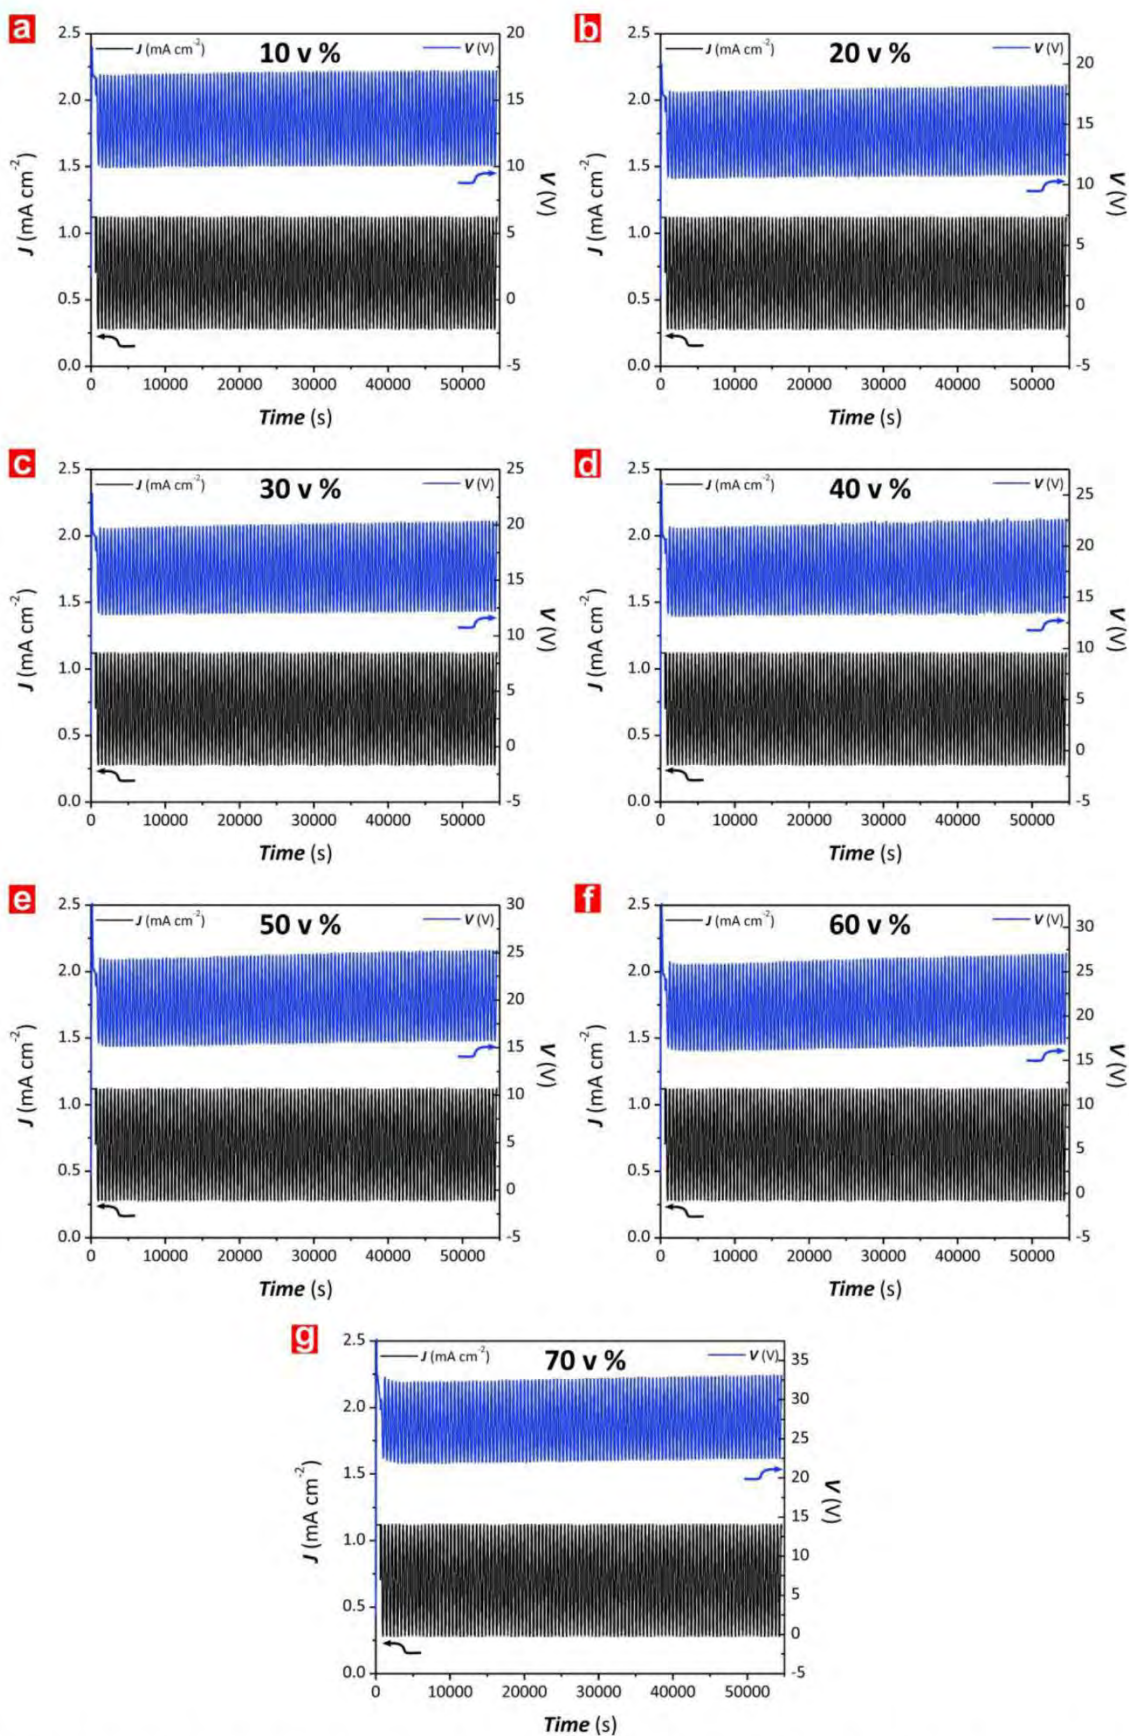 a
J (mA cm-2) 10 v % V (V)
2.5 20
2.0 15
1.5 10
1.0 5
0.5 0
0.0 -5
J (mA cm-2)
V (V)
0 10000 20000 30000 40000 50000
Time (s)
b
J (mA cm-2) 20 v % V (V)
2.5
20
2.0
15
1.5
10
1.0
5
0.5
0
0.0 -5
J (mA cm-2)
V (V)
0 10000 20000 30000 40000 50000
Time (s)
c
J (mA cm-2) 30 v % V (V)
2.5 25
2.0 20
1.5 15
10
1.0
5
0.5
0
0.0 -5
J (mA cm-2)
V (V)
0 10000 20000 30000 40000 50000
Time (s)
d
J (mA cm-2) 40 v % V (V)
2.5
25
2.0 20
1.5 15
10
1.0
5
0.5
0
0.0 -5
J (mA cm-2)
V (V)
0 10000 20000 30000 40000 50000
Time (s)
e
J (mA cm-2) 50 v % V (V)
2.5 30
25
2.0
20
1.5 15
1.0 10
5
0.5
0
0.0 -5
J (mA cm-2)
V (V)
0 10000 20000 30000 40000 50000
Time (s)
f
J (mA cm-2) 60 v % V (V)
2.5
30
2.0 25
20
1.5
15
1.0 10
5
0.5
0
0.0 -5
J (mA cm-2)
V (V)
0 10000 20000 30000 40000 50000
Time (s)
g
J (mA cm-2) 70 v % V (V)
2.5
35
2.0 30
25
1.5 20
15
1.0
10
0.5 5
0
0.0 -5
J (mA cm-2)
V (V)
0 10000 20000 30000 40000 50000
Time (s)